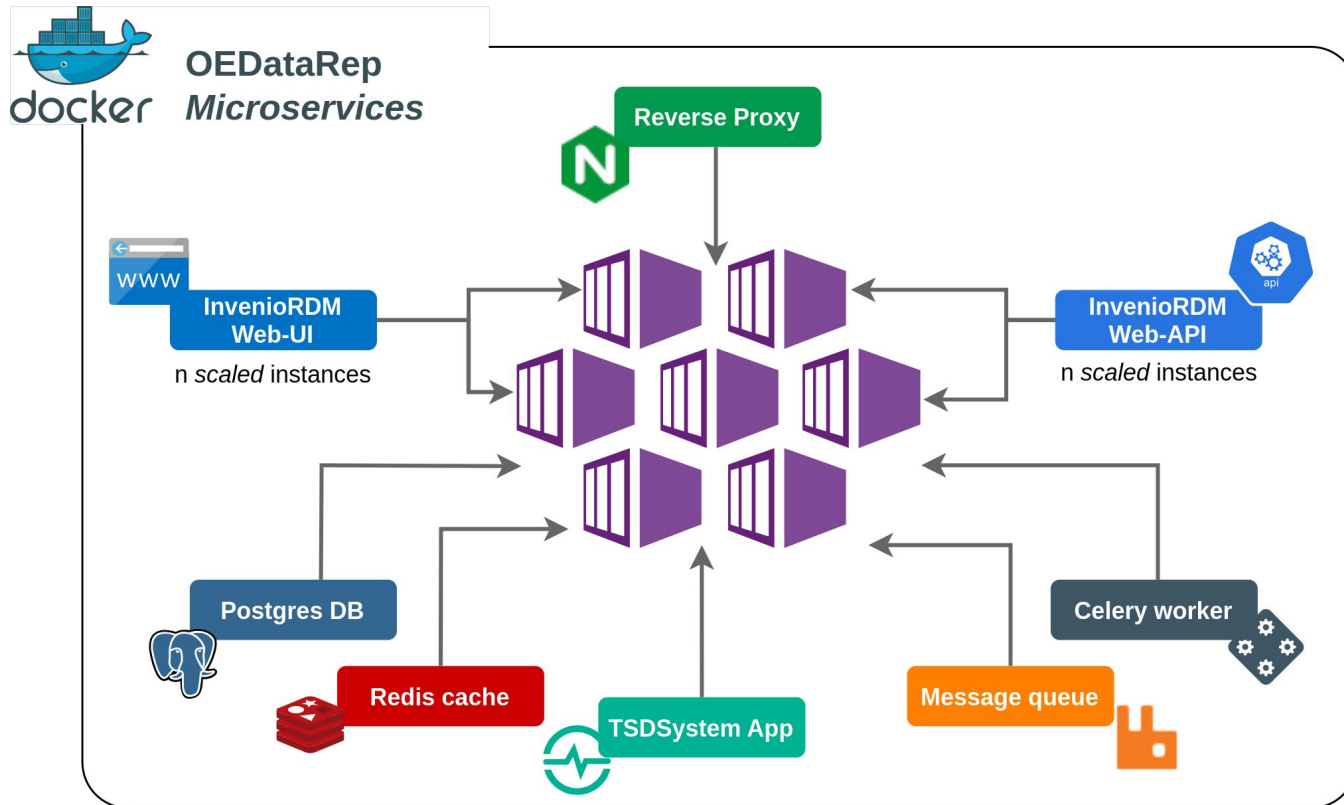 docker
OEDataRep
Microservices
Reverse Proxy
N
WWW
InvenioRDM
Web-UI
n scaled instances
api
InvenioRDM
Web-API
n scaled instances
Postgres DB
Celery worker
Redis cache
Message queue
TSDSystem App